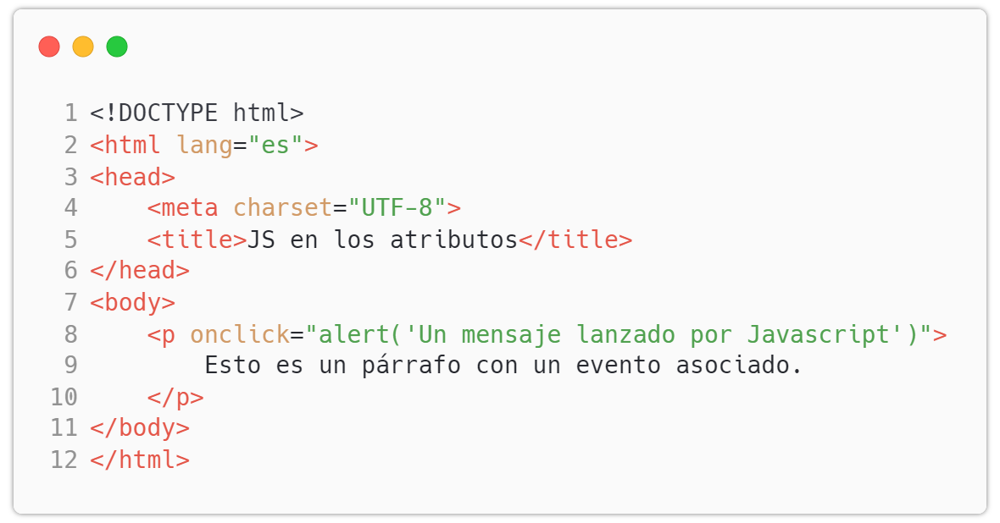 1 <!DOCTYPE html>
2 <html lang="es">
3 <head>
4     <meta charset="UTF-8">
5     <title>JS en los atributos</title>
6 </head>
7 <body>
8     <p onclick="alert('Un mensaje lanzado por Javascript')">
9         Esto es un párrafo con un evento asociado.
10     </p>
11 </body>
12 </html>